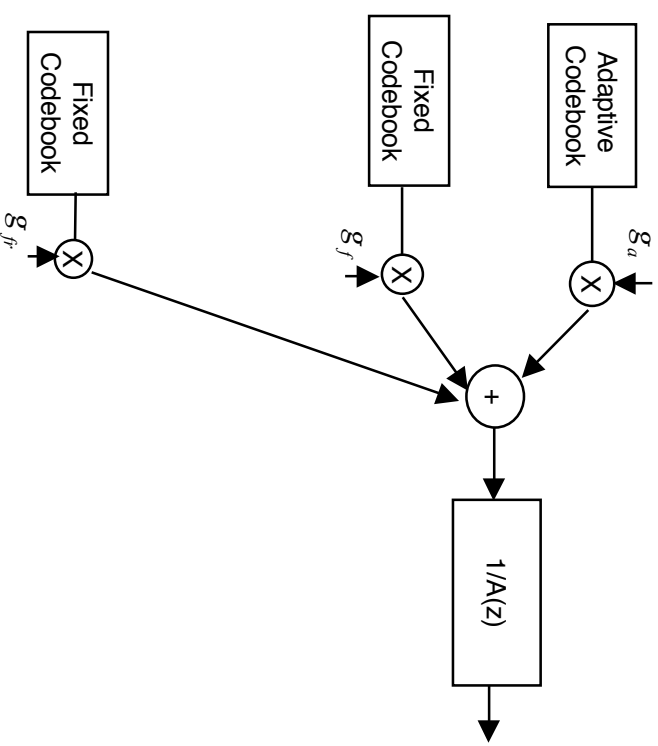 g_a
Adaptive
Codebook
X
+
1/A(z)
Fixed
Codebook
X
g_f
Fixed
Codebook
X
g_fr